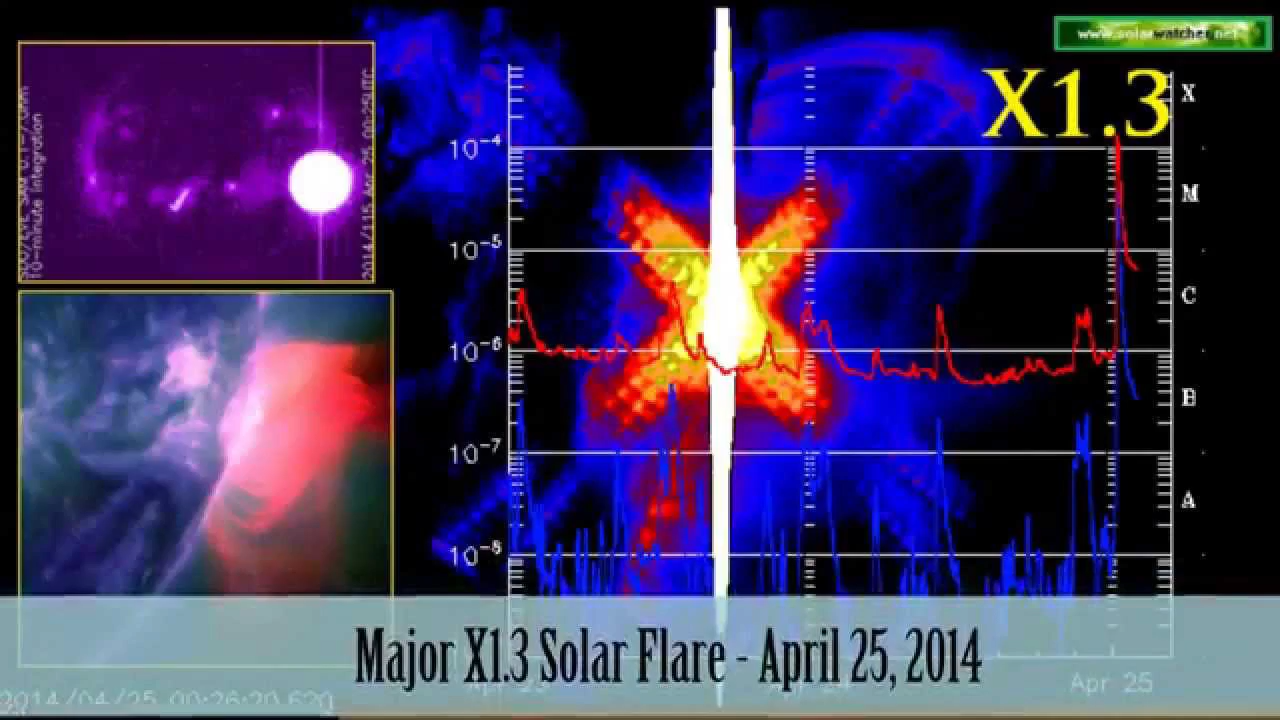 www.solarwatcher.net
X1.3
X
10-4
M
10-5
C
10-6
B
10-7
A
10-8
10-minute integration
2014/115 Apr 25 00:25UTC
Major X1.3 Solar Flare - April 25, 2014
Apr 25
2014/04/25 00:26:20.620